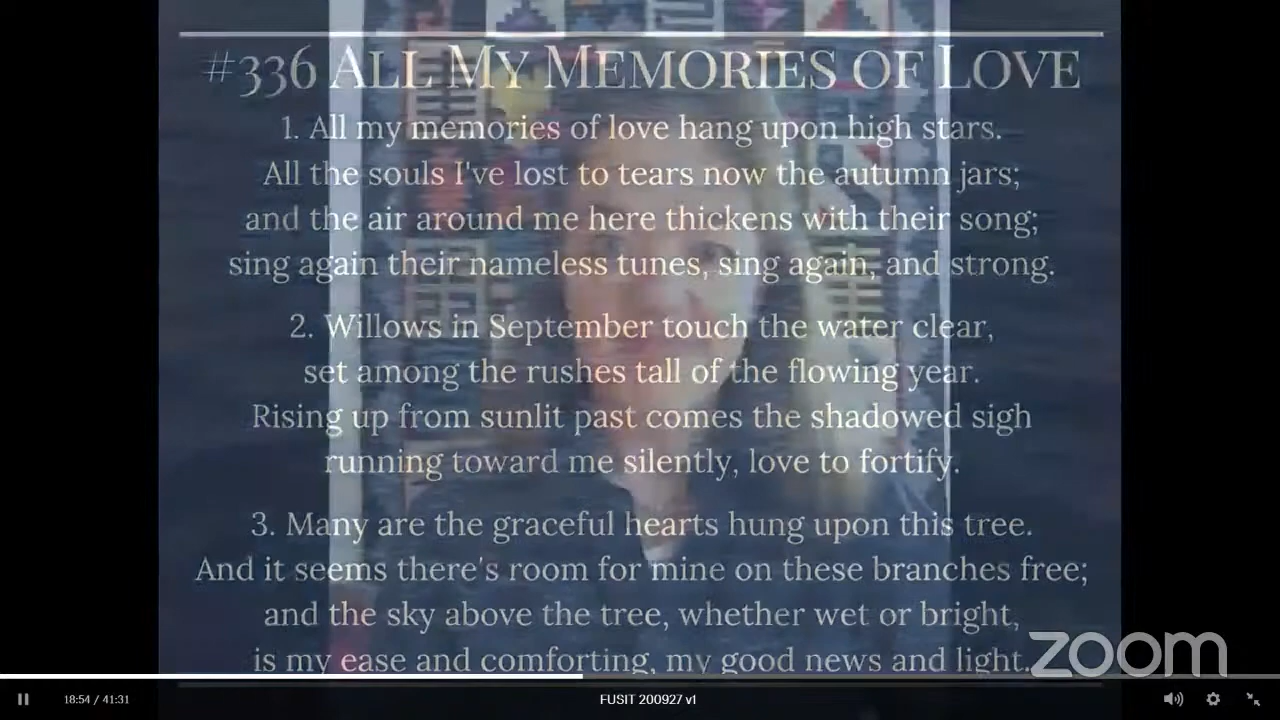 #336 ALL MY MEMORIES OF LOVE
1. All my memories of love hang upon high stars.
All the souls I've lost to tears now the autumn jars;
and the air around me here thickens with their song;
sing again their nameless tunes, sing again, and strong.
2. Willows in September touch the water clear,
set among the rushes tall of the flowing year.
Rising up from sunlit past comes the shadowed sigh
running toward me silently, love to fortify.
3. Many are the graceful hearts hung upon this tree.
And it seems there's room for mine on these branches free;
and the sky above the tree, whether wet or bright,
is my ease and comforting, my good news and light.
zoom
18:54 / 41:31
FUSIT 200927 v1